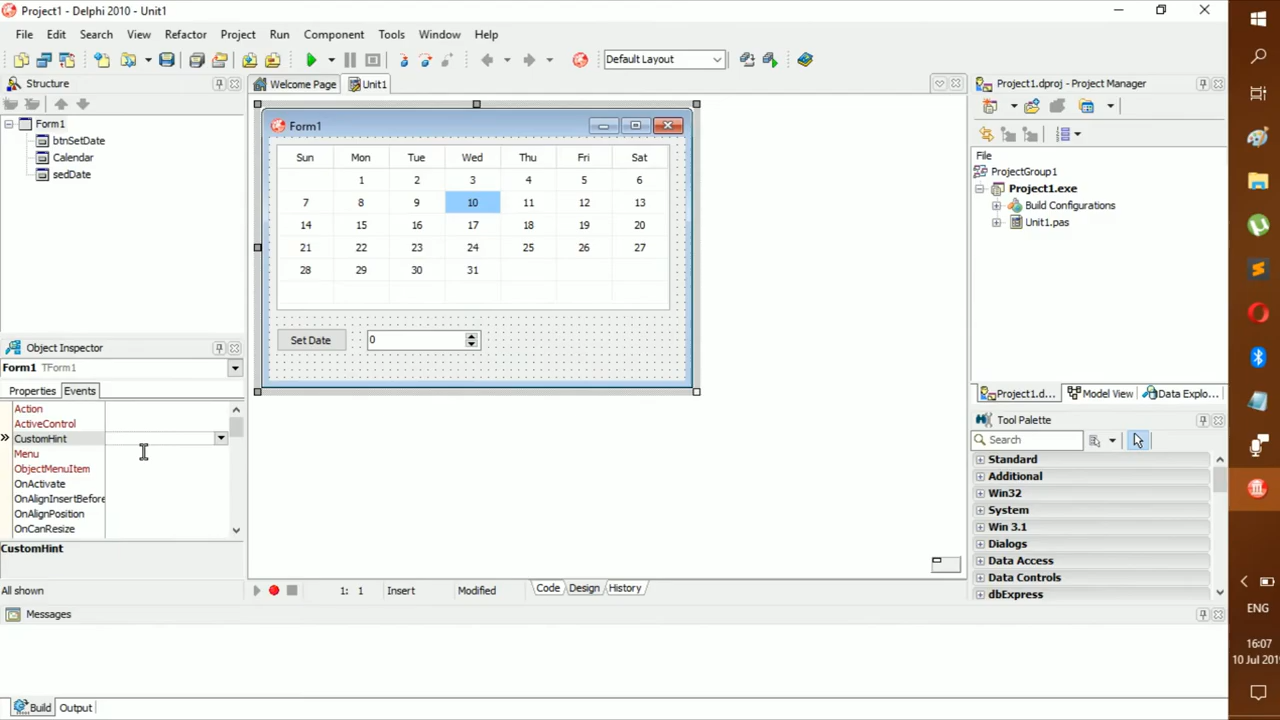 Project1 - Delphi 2010 - Unit1
File Edit Search View Refactor Project Run Component Tools Window Help
Default Layout
Structure
Form1
btnSetDate
Calendar
sedDate
Object Inspector
Form1 TForm1
Properties Events
Action
ActiveControl
CustomHint
Menu
ObjectMenuItem
OnActivate
OnAlignInsertBefore
OnAlignPosition
OnCanResize
CustomHint
All shown
Welcome Page Unit1
Form1
Sun Mon Tue Wed Thu Fri Sat
1 2 3 4 5 6
7 8 9 10 11 12 13
14 15 16 17 18 19 20
21 22 23 24 25 26 27
28 29 30 31
Set Date 0
1: 1 Insert Modified Code Design History
Messages
Build Output
Project1.dproj - Project Manager
File
ProjectGroup1
Project1.exe
Build Configurations
Unit1.pas
Project1.d... Model View Data Explo...
Tool Palette
Search
Standard
Additional
Win32
System
Win 3.1
Dialogs
Data Access
Data Controls
dbExpress
ENG
16:07
10 Jul 201